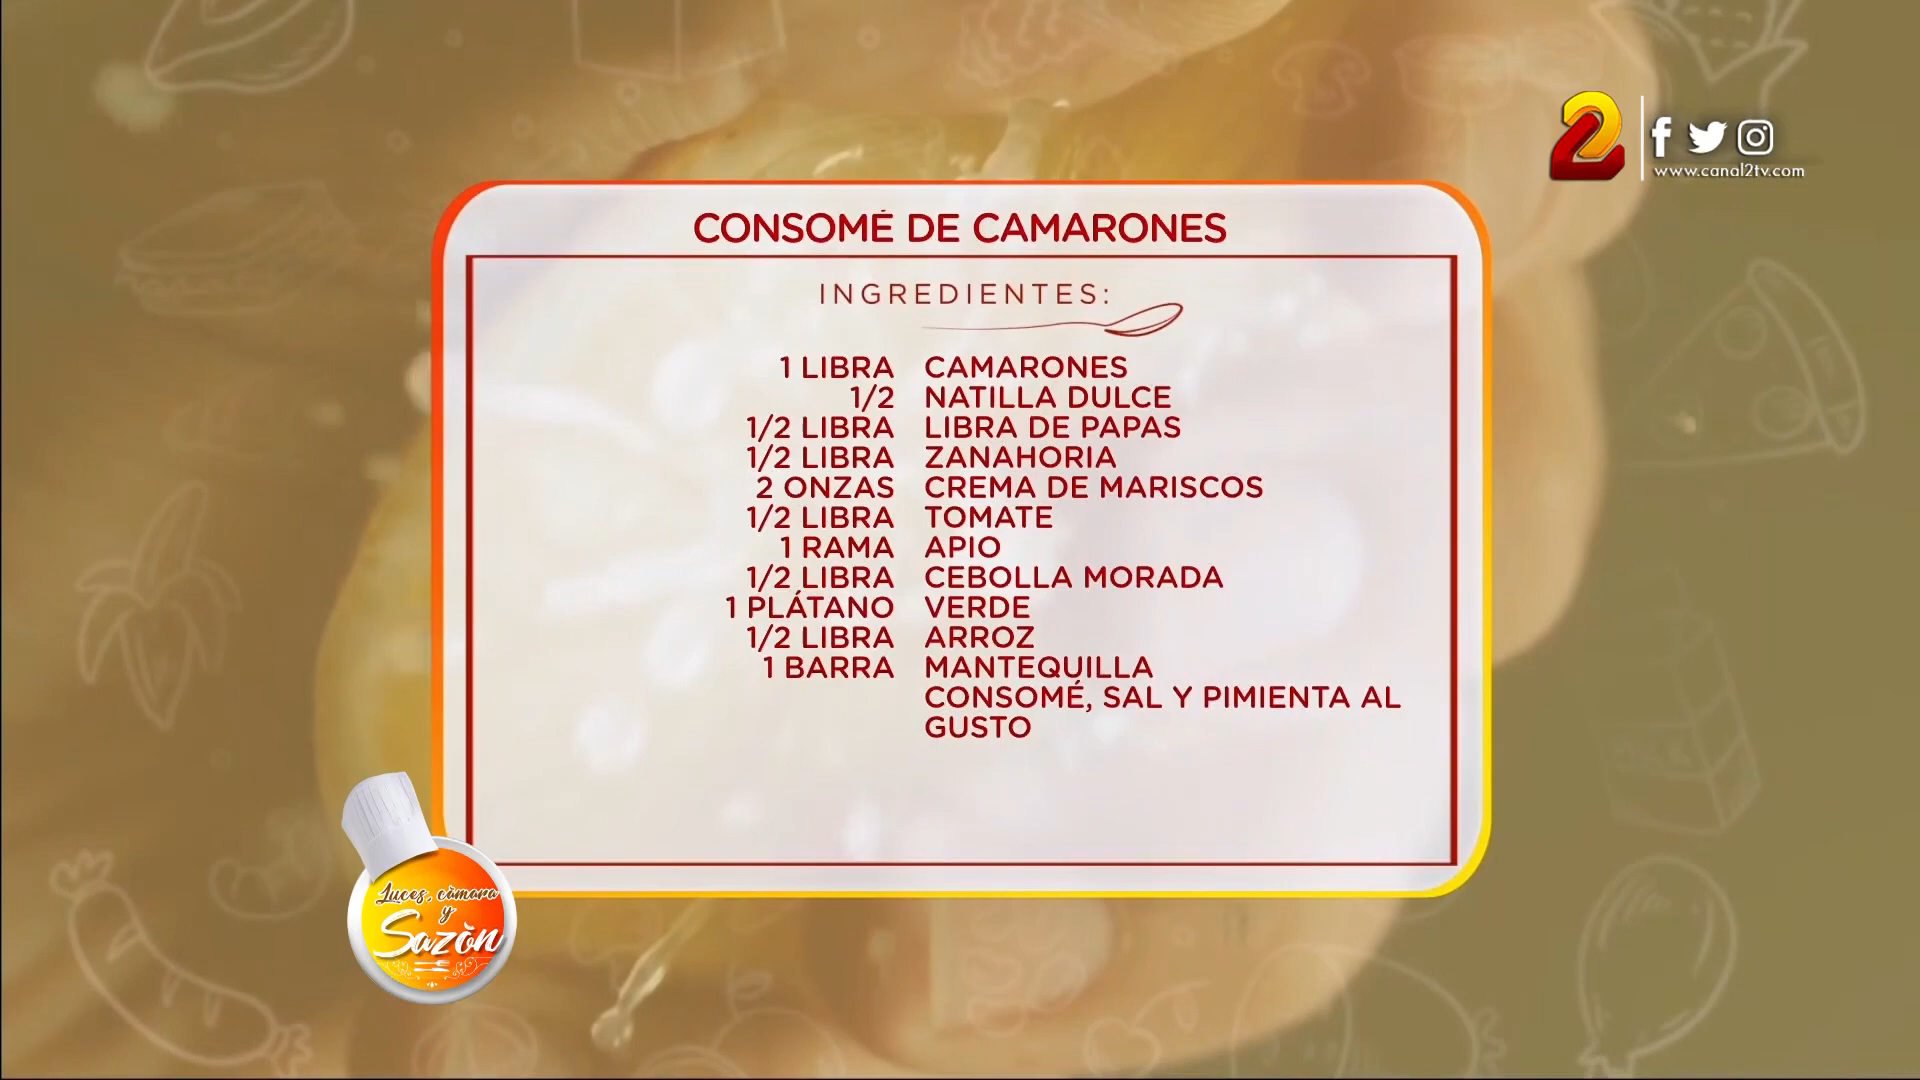 2
www.canal2tv.com
CONSOMÉ DE CAMARONES
INGREDIENTES:
1 LIBRA CAMARONES
1/2 NATILLA DULCE
1/2 LIBRA LIBRA DE PAPAS
1/2 LIBRA ZANAHORIA
2 ONZAS CREMA DE MARISCOS
1/2 LIBRA TOMATE
1 RAMA APIO
1/2 LIBRA CEBOLLA MORADA
1 PLÁTANO VERDE
1/2 LIBRA ARROZ
1 BARRA MANTEQUILLA
CONSOMÉ, SAL Y PIMIENTA AL
GUSTO
Luces, cámara
y
Sazón